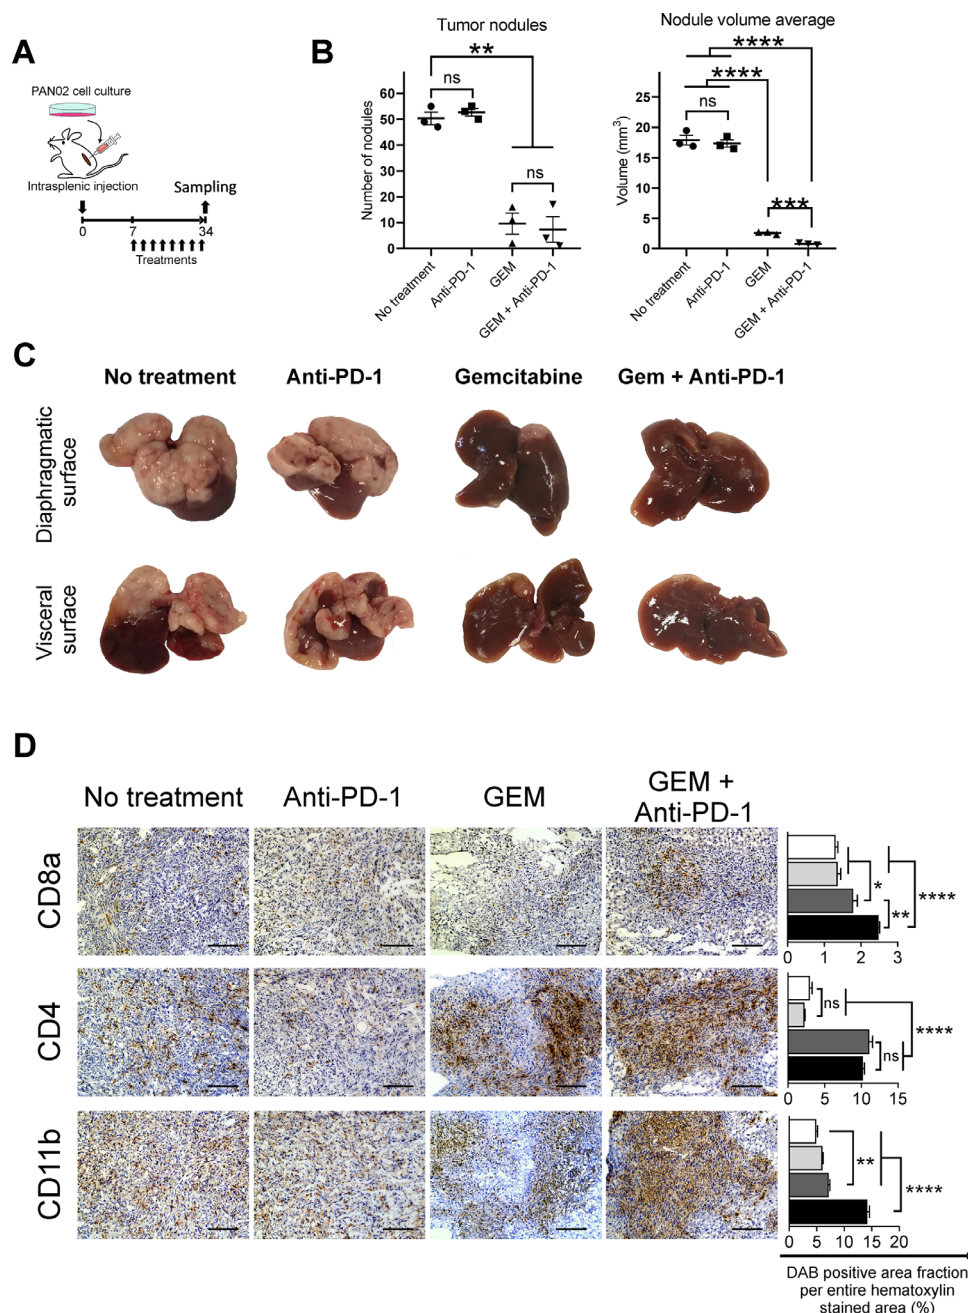 A
PAN02 cell culture
Intrasplenic injection
Sampling
0
7
34
Treatments
B
Tumor nodules
Number of nodules
60
50
40
30
20
10
0
**
ns
ns
No treatment
Anti-PD-1
GEM
GEM + Anti-PD-1
Nodule volume average
Volume (mm³)
25
20
15
10
5
0
****
****
ns
***
No treatment
Anti-PD-1
GEM
GEM + Anti-PD-1
C
No treatment
Anti-PD-1
Gemcitabine
Gem + Anti-PD-1
Diaphragmatic
surface
Visceral
surface
D
No treatment
Anti-PD-1
GEM
GEM +
Anti-PD-1
CD8a
*
**
****
0 1 2 3
CD4
ns
ns
****
0 5 10 15
CD11b
**
****
0 5 10 15 20
DAB positive area fraction
per entire hematoxylin
stained area (%)